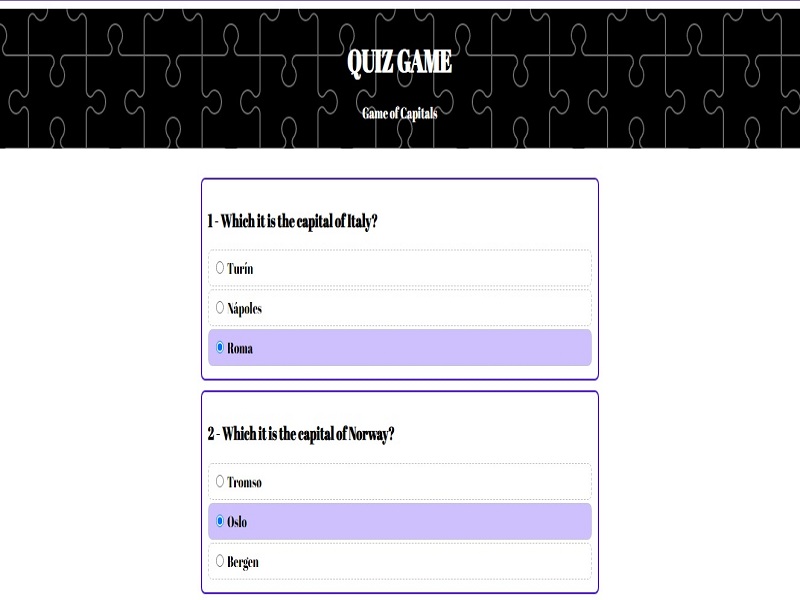 QUIZ GAME
Game of Capitals
1 - Which it is the capital of Italy?
Turín
Nápoles
Roma
2 - Which it is the capital of Norway?
Tromso
Oslo
Bergen